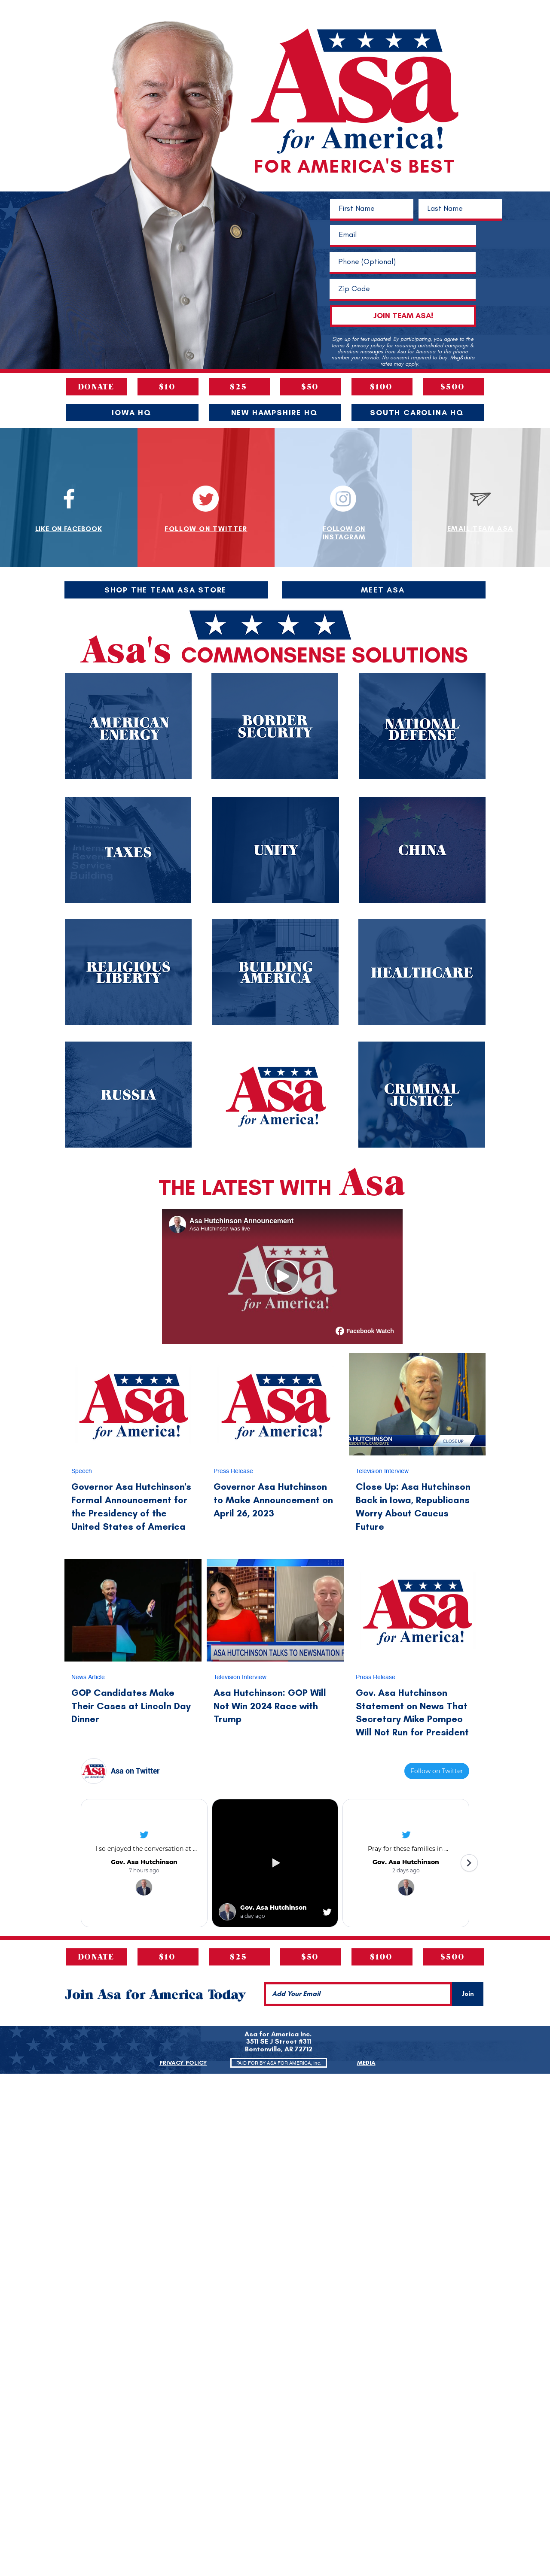 Asa
for America!
FOR AMERICA'S BEST
First Name
Last Name
Email
Phone (Optional)
Zip Code
JOIN TEAM ASA!
Sign up for text updates! By participating, you agree to the
terms & privacy policy for recurring autodialed campaign &
donation messages from Asa for America to the phone
number you provide. No consent required to buy. Msg&data
rates may apply.
DONATE
$10
$25
$50
$100
$500
IOWA HQ
NEW HAMPSHIRE HQ
SOUTH CAROLINA HQ
LIKE ON FACEBOOK
FOLLOW ON TWITTER
FOLLOW ON
INSTAGRAM
EMAIL TEAM ASA
SHOP THE TEAM ASA STORE
MEET ASA
Asa's COMMONSENSE SOLUTIONS
AMERICAN
ENERGY
BORDER
SECURITY
NATIONAL
DEFENSE
Internal
Revenue
Service
Building
TAXES
UNITY
CHINA
RELIGIOUS
LIBERTY
BUILDING
AMERICA
HEALTHCARE
RUSSIA
Asa
for America!
CRIMINAL
JUSTICE
THE LATEST WITH Asa
Asa Hutchinson Announcement
Asa Hutchinson was live
Asa
for America!
Facebook Watch
Asa
for America!
Asa
for America!
A HUTCHINSON
CLOSE UP
Speech
Governor Asa Hutchinson's
Formal Announcement for
the Presidency of the
United States of America
Press Release
Governor Asa Hutchinson
to Make Announcement on
April 26, 2023
Television Interview
Close Up: Asa Hutchinson
Back in Iowa, Republicans
Worry About Caucus
Future
ASA HUTCHINSON TALKS TO NEWSNATION F
Asa
for America!
News Article
GOP Candidates Make
Their Cases at Lincoln Day
Dinner
Television Interview
Asa Hutchinson: GOP Will
Not Win 2024 Race with
Trump
Press Release
Gov. Asa Hutchinson
Statement on News That
Secretary Mike Pompeo
Will Not Run for President
Asa
Asa on Twitter
Follow on Twitter
I so enjoyed the conversation at ...
Gov. Asa Hutchinson
7 hours ago
Gov. Asa Hutchinson
a day ago
Pray for these families in ...
Gov. Asa Hutchinson
2 days ago
DONATE
$10
$25
$50
$100
$500
Join Asa for America Today
Add Your Email
Join
Asa for America Inc.
3511 SE J Street #311
Bentonville, AR 72712
PRIVACY POLICY
PAID FOR BY ASA FOR AMERICA, Inc.
MEDIA